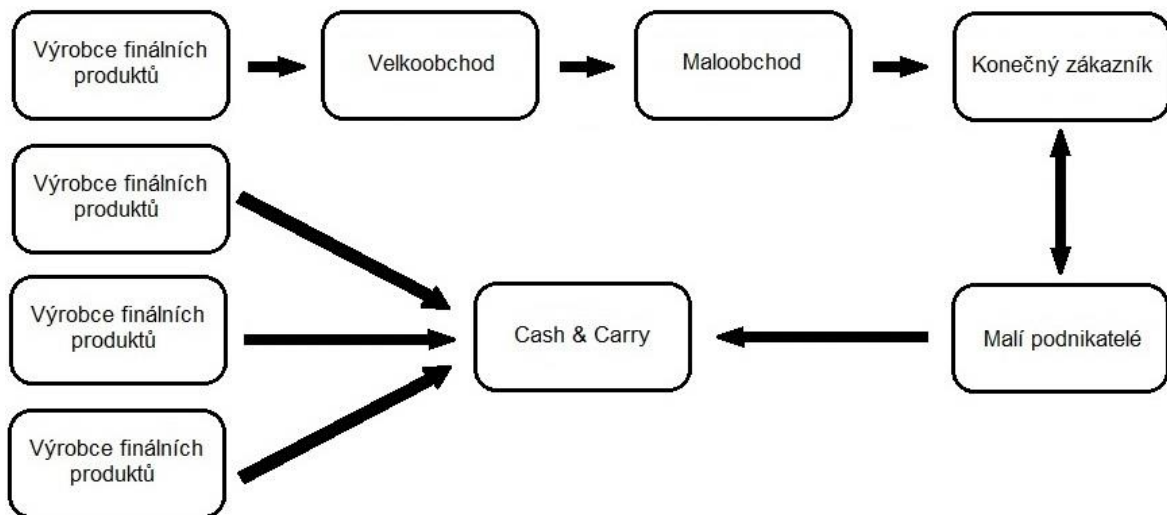 Výrobce finálních
produktů
Velkoobchod
Maloobchod
Konečný zákazník
Výrobce finálních
produktů
Výrobce finálních
produktů
Cash & Carry
Malí podnikatelé
Výrobce finálních
produktů